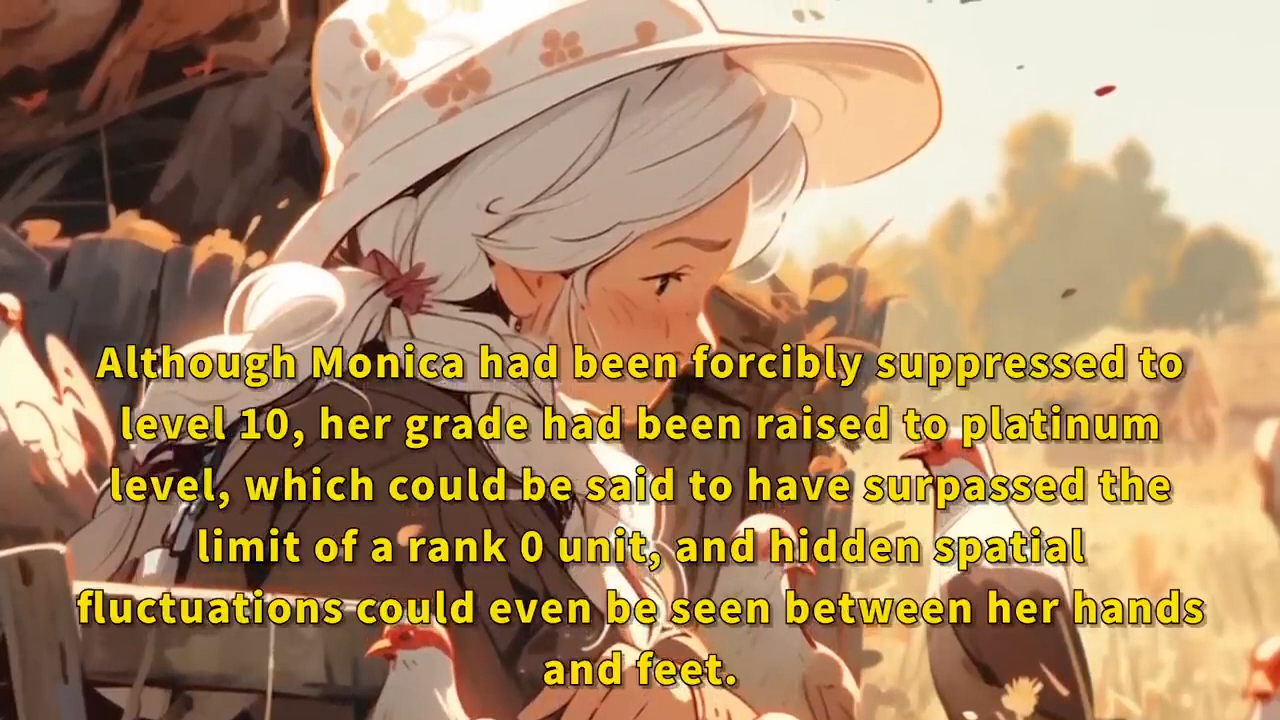 Although Monica had been forcibly suppressed to
level 10, her grade had been raised to platinum
level, which could be said to have surpassed the
limit of a rank 0 unit, and hidden spatial
fluctuations could even be seen between her hands
and feet.